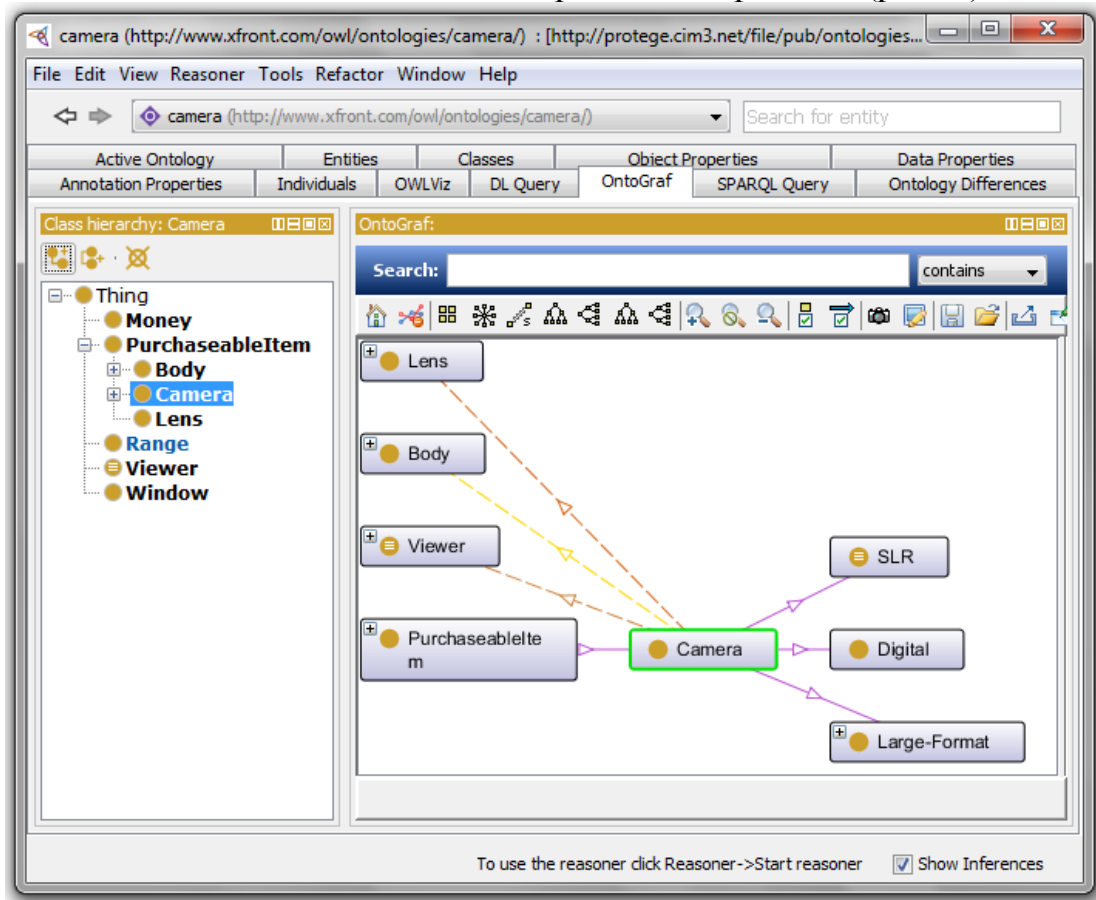 camera (http://www.xfront.com/owl/ontologies/camera/) : [http://protege.cim3.net/file/pub/ontologies...
File Edit View Reasoner Tools Refactor Window Help
camera (http://www.xfront.com/owl/ontologies/camera/) Search for entity
Active Ontology Entities Classes Object Properties Data Properties
Annotation Properties Individuals OWLViz DL Query OntoGraf SPARQL Query Ontology Differences
Class hierarchy: Camera
Thing
Money
PurchaseableItem
Body
Camera
Lens
Range
Viewer
Window
OntoGraf:
Search: contains
Lens
Body
Viewer
PurchaseableIte
m
Camera
SLR
Digital
Large-Format
To use the reasoner click Reasoner->Start reasoner Show Inferences